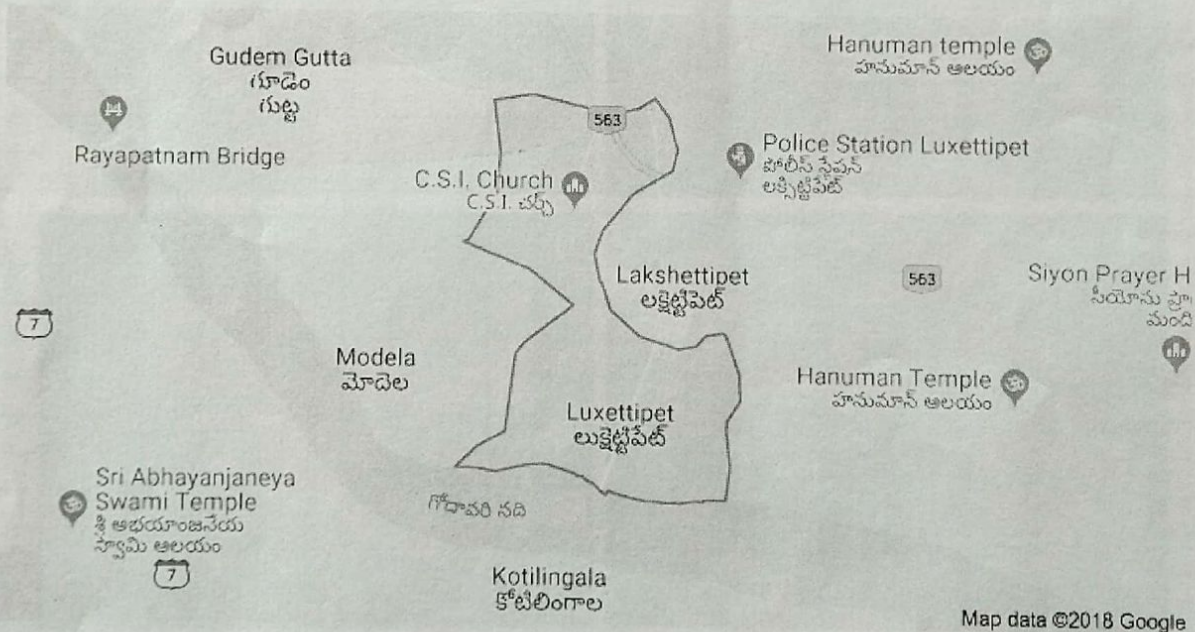 Gudem Gutta
గూడెం
గుట్ట
Hanuman temple
హనుమాన్ ఆలయం
563
Rayapatnam Bridge
Police Station Luxettipet
పోలీస్ స్టేషన్
లక్సెట్టిపేట్
C.S.I. Church
C.S.I. చర్చ్
Lakshettipet
లక్షెట్టిపెట్
563
Siyon Prayer H
సీయోను ప్రా
మంది
7
Modela
మోదెల
Hanuman Temple
హనుమాన్ ఆలయం
Luxettipet
లుక్షెట్టిపేట్
Sri Abhayanjaneya
Swami Temple
శ్రీ అభయాంజనేయ
స్వామి ఆలయం
గోదావరి నది
7
Kotilingala
కోటిలింగాల
Map data ©2018 Google